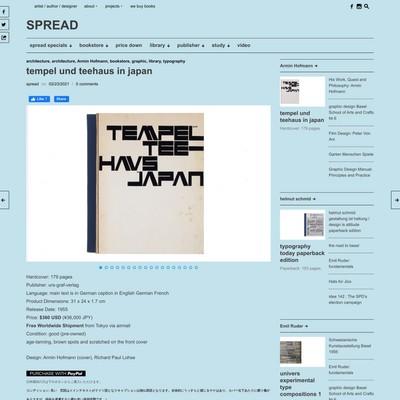 artist / author / designer
about
projects
we buy books
SPREAD
spread specials
bookstore
price down
library
publisher
study
video
architecture, architecture, Armin Hofmann, bookstore, graphic, library, typography
tempel und teehaus in japan
spread on 02/23/2021 / 0 comments
Like 1
Share
TEMPEL
TEE-
HAUS
JAPAN
Hardcover: 179 pages
Publisher: urs-graf-verlag
Language: main text is in German caption in English German French
Product Dimensions: 31 x 24 x 1.7 cm
Release Date: 1955
Price: $360 USD (¥36,000 JPY)
Free Worldwide Shipment from Tokyo via airmail
Condition: good (pre-owned)
age-tanning, brown spots and scratched on the front cover
Design: Armin Hofmann (cover), Richard Paul Lohse
PURCHASE WITH PayPal
Armin Hofmann
tempel und teehaus in japan
Hardcover: 179 pages
His Work, Quest and Philosophy: Armin Hofmann
graphic design Basel School of Arts and Crafts Nr.6
Film Design: Peter Von Arx
Garten Menschen Spiele
Graphic Design Manual: Principles and Practice
helmut schmid
typography today paperback edition
Paperback: 193 pages
helmut schmid gestaltung ist haltung / design is attitude paperback edition
the road to basel
Emil Ruder: fundamentals
Hats for Jos
idea 142 : The SPD's election campaign
Emil Ruder
univers experimental type compositions 1
Schweizerische Kunstausstellung Basel 1956
Emil Ruder: fundamentals
graphic design Basel School of Arts and Crafts